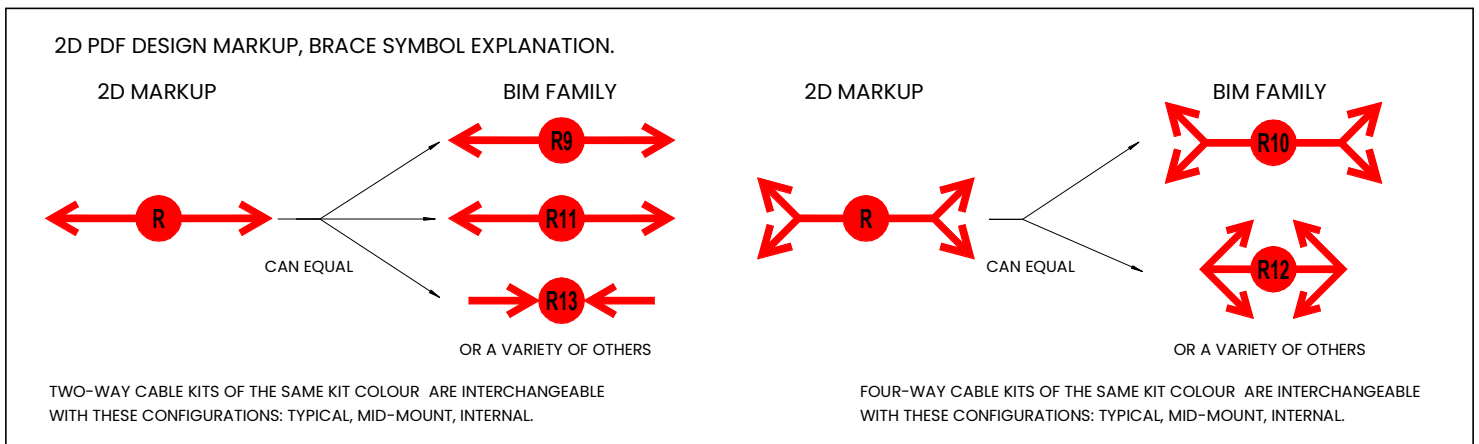 2D PDF DESIGN MARKUP, BRACE SYMBOL EXPLANATION.
2D MARKUP
BIM FAMILY
R
CAN EQUAL
R9
R11
R13
OR A VARIETY OF OTHERS
TWO-WAY CABLE KITS OF THE SAME KIT COLOUR ARE INTERCHANGEABLE
WITH THESE CONFIGURATIONS: TYPICAL, MID-MOUNT, INTERNAL.
2D MARKUP
BIM FAMILY
R
CAN EQUAL
R10
R12
OR A VARIETY OF OTHERS
FOUR-WAY CABLE KITS OF THE SAME KIT COLOUR ARE INTERCHANGEABLE
WITH THESE CONFIGURATIONS: TYPICAL, MID-MOUNT, INTERNAL.